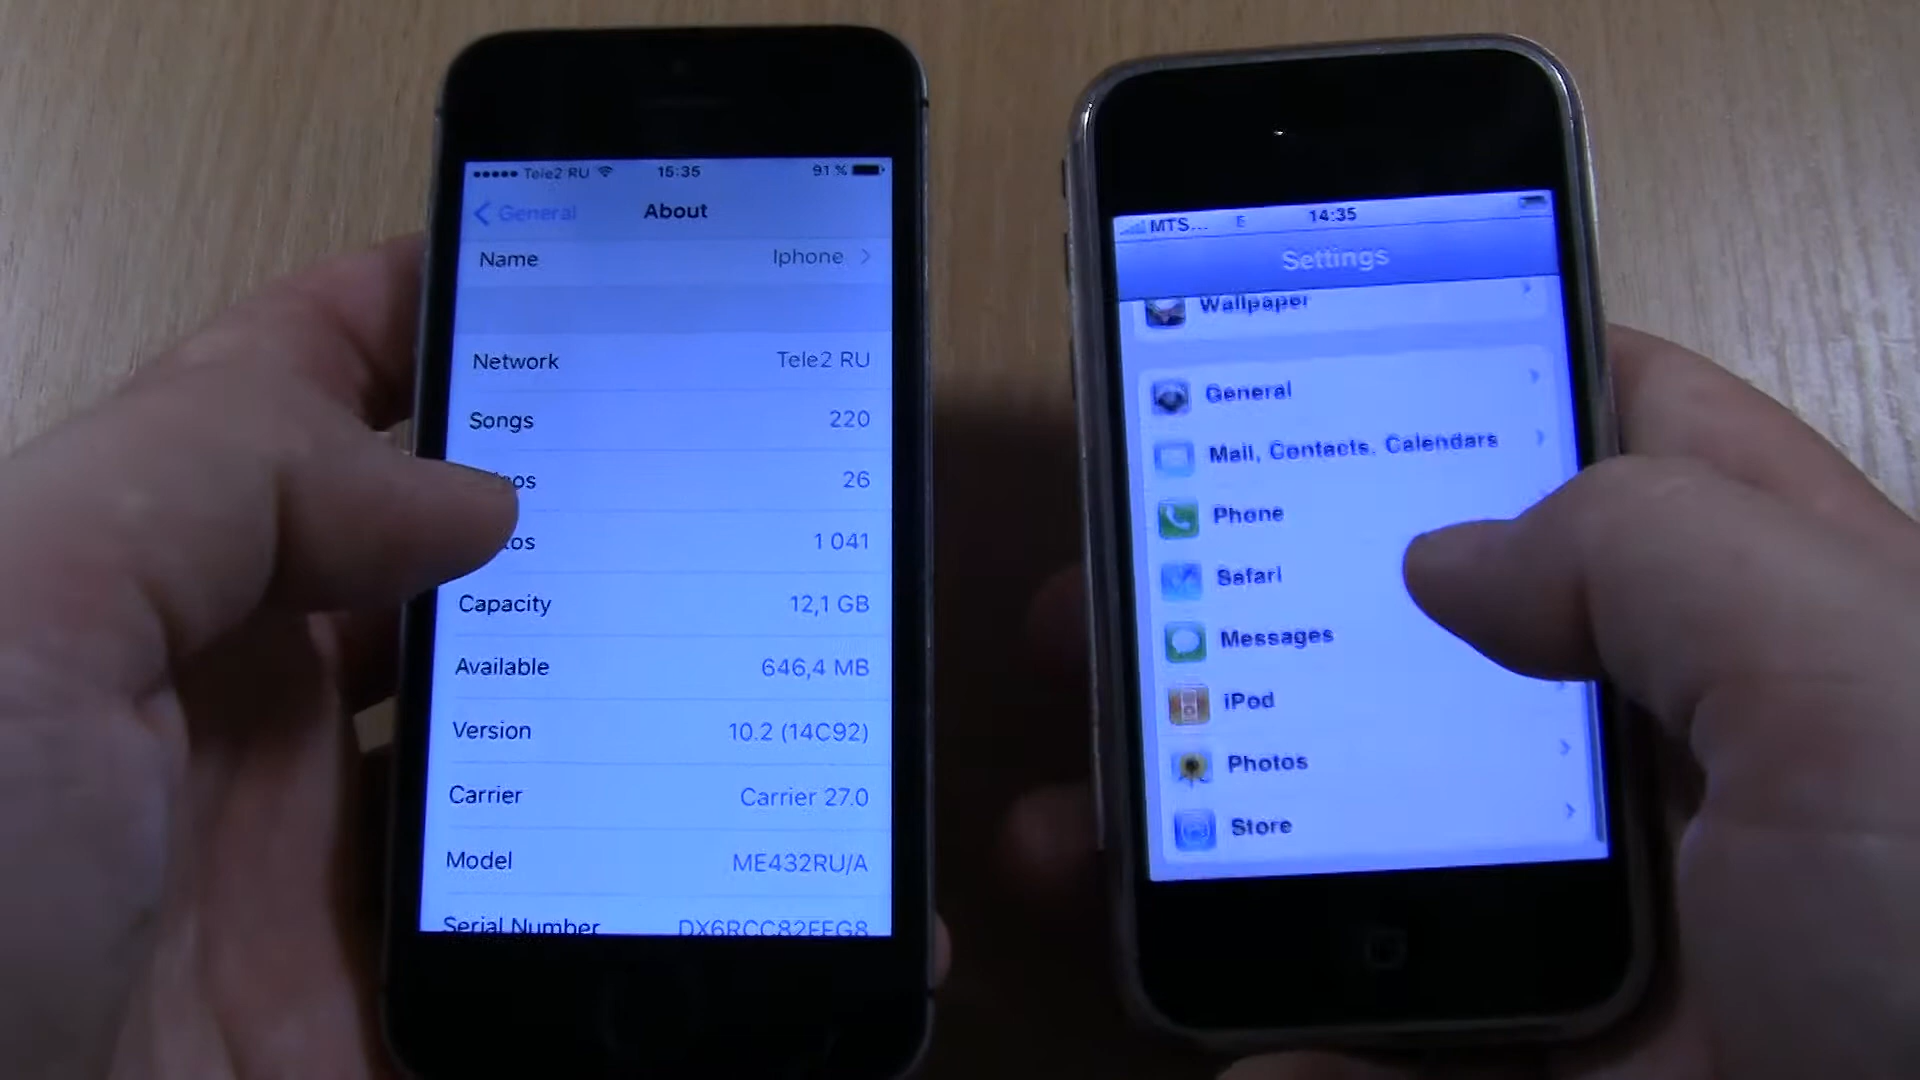 Tele2 RU 15:35 91 %
General About
Name Iphone
Network Tele2 RU
Songs 220
26
1 041
Capacity 12,1 GB
Available 646,4 MB
Version 10.2 (14C92)
Carrier Carrier 27.0
Model ME432RU/A
Serial Number DX6RCC82FFG8
MTS... E 14:35
Settings
Wallpaper
General
Mail, Contacts, Calendars
Phone
Safari
Messages
iPod
Photos
Store